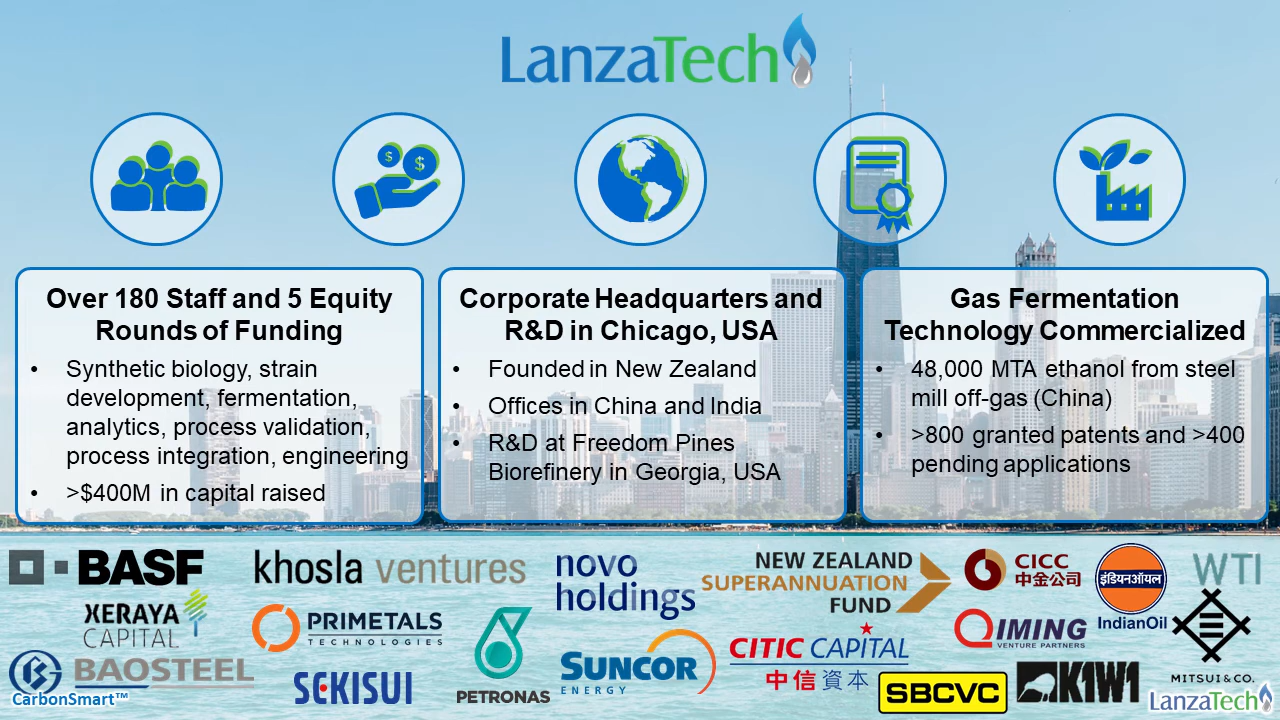 LanzaTech
$ $
Over 180 Staff and 5 Equity
Rounds of Funding
• Synthetic biology, strain
development, fermentation,
analytics, process validation,
process integration, engineering
• >$400M in capital raised
Corporate Headquarters and
R&D in Chicago, USA
• Founded in New Zealand
• Offices in China and India
• R&D at Freedom Pines
Biorefinery in Georgia, USA
Gas Fermentation
Technology Commercialized
• 48,000 MTA ethanol from steel
mill off-gas (China)
• >800 granted patents and >400
pending applications
BASF
khosla ventures
novo
holdings
NEW ZEALAND
SUPERANNUATION
FUND
CICC
中金公司
इंडियनऑयल
IndianOil
WTI
XERAYA
CAPITAL
PRIMETALS
TECHNOLOGIES
PETRONAS
SUNCOR
ENERGY
CITIC CAPITAL
中信資本
QIMING
VENTURE PARTNERS
MITSUI & CO.
BAOSTEEL
SEKISUI
SBCVC
K1W1
CarbonSmart™
LanzaTech